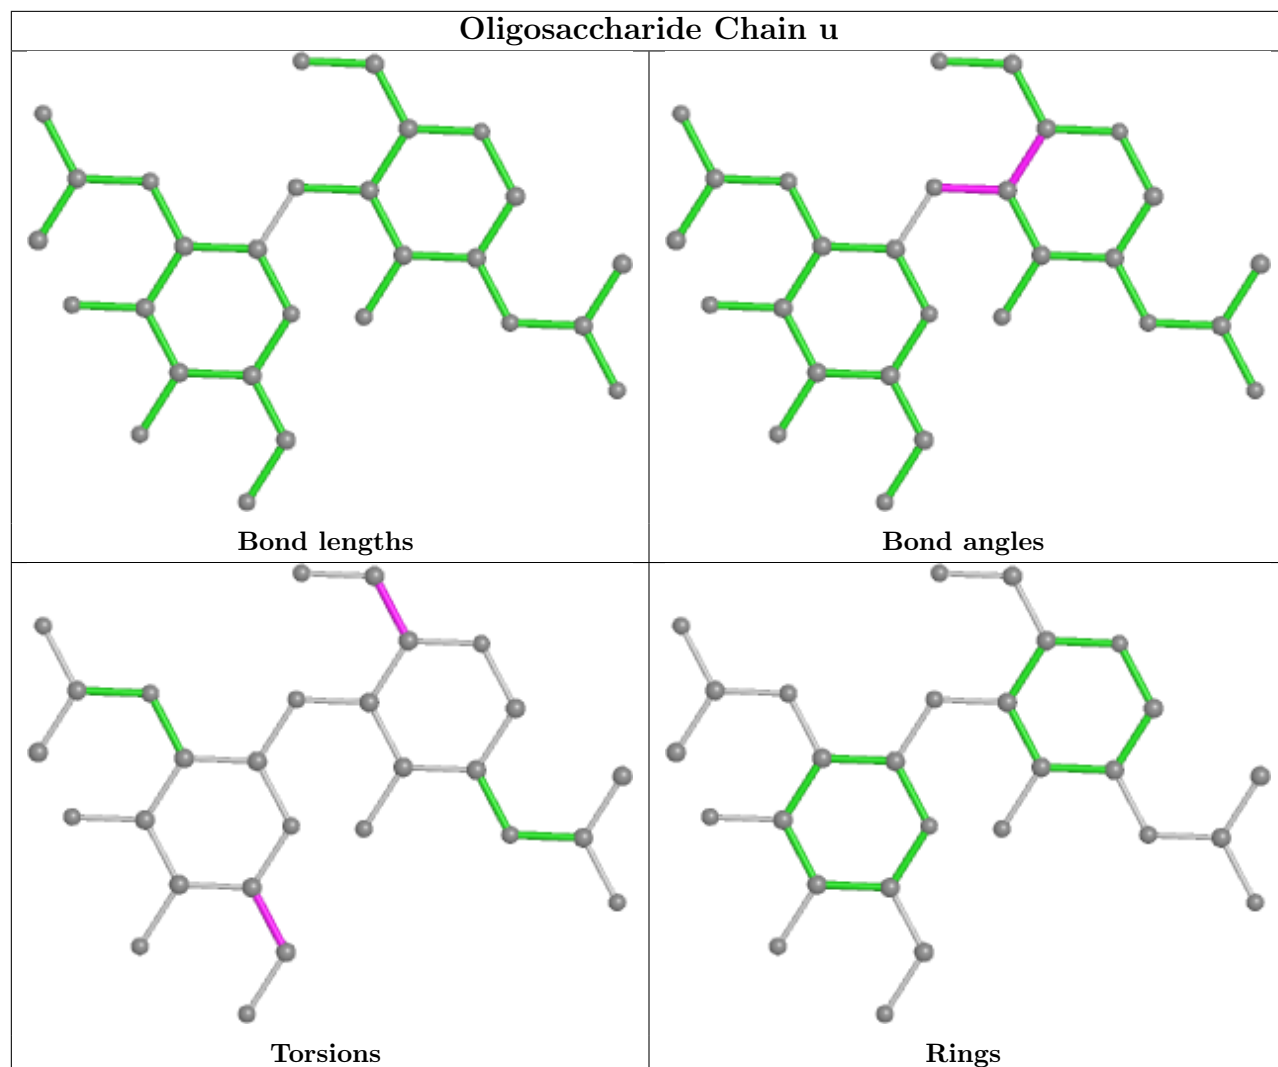 Oligosaccharide Chain u
Bond lengths
Bond angles
Torsions
Rings